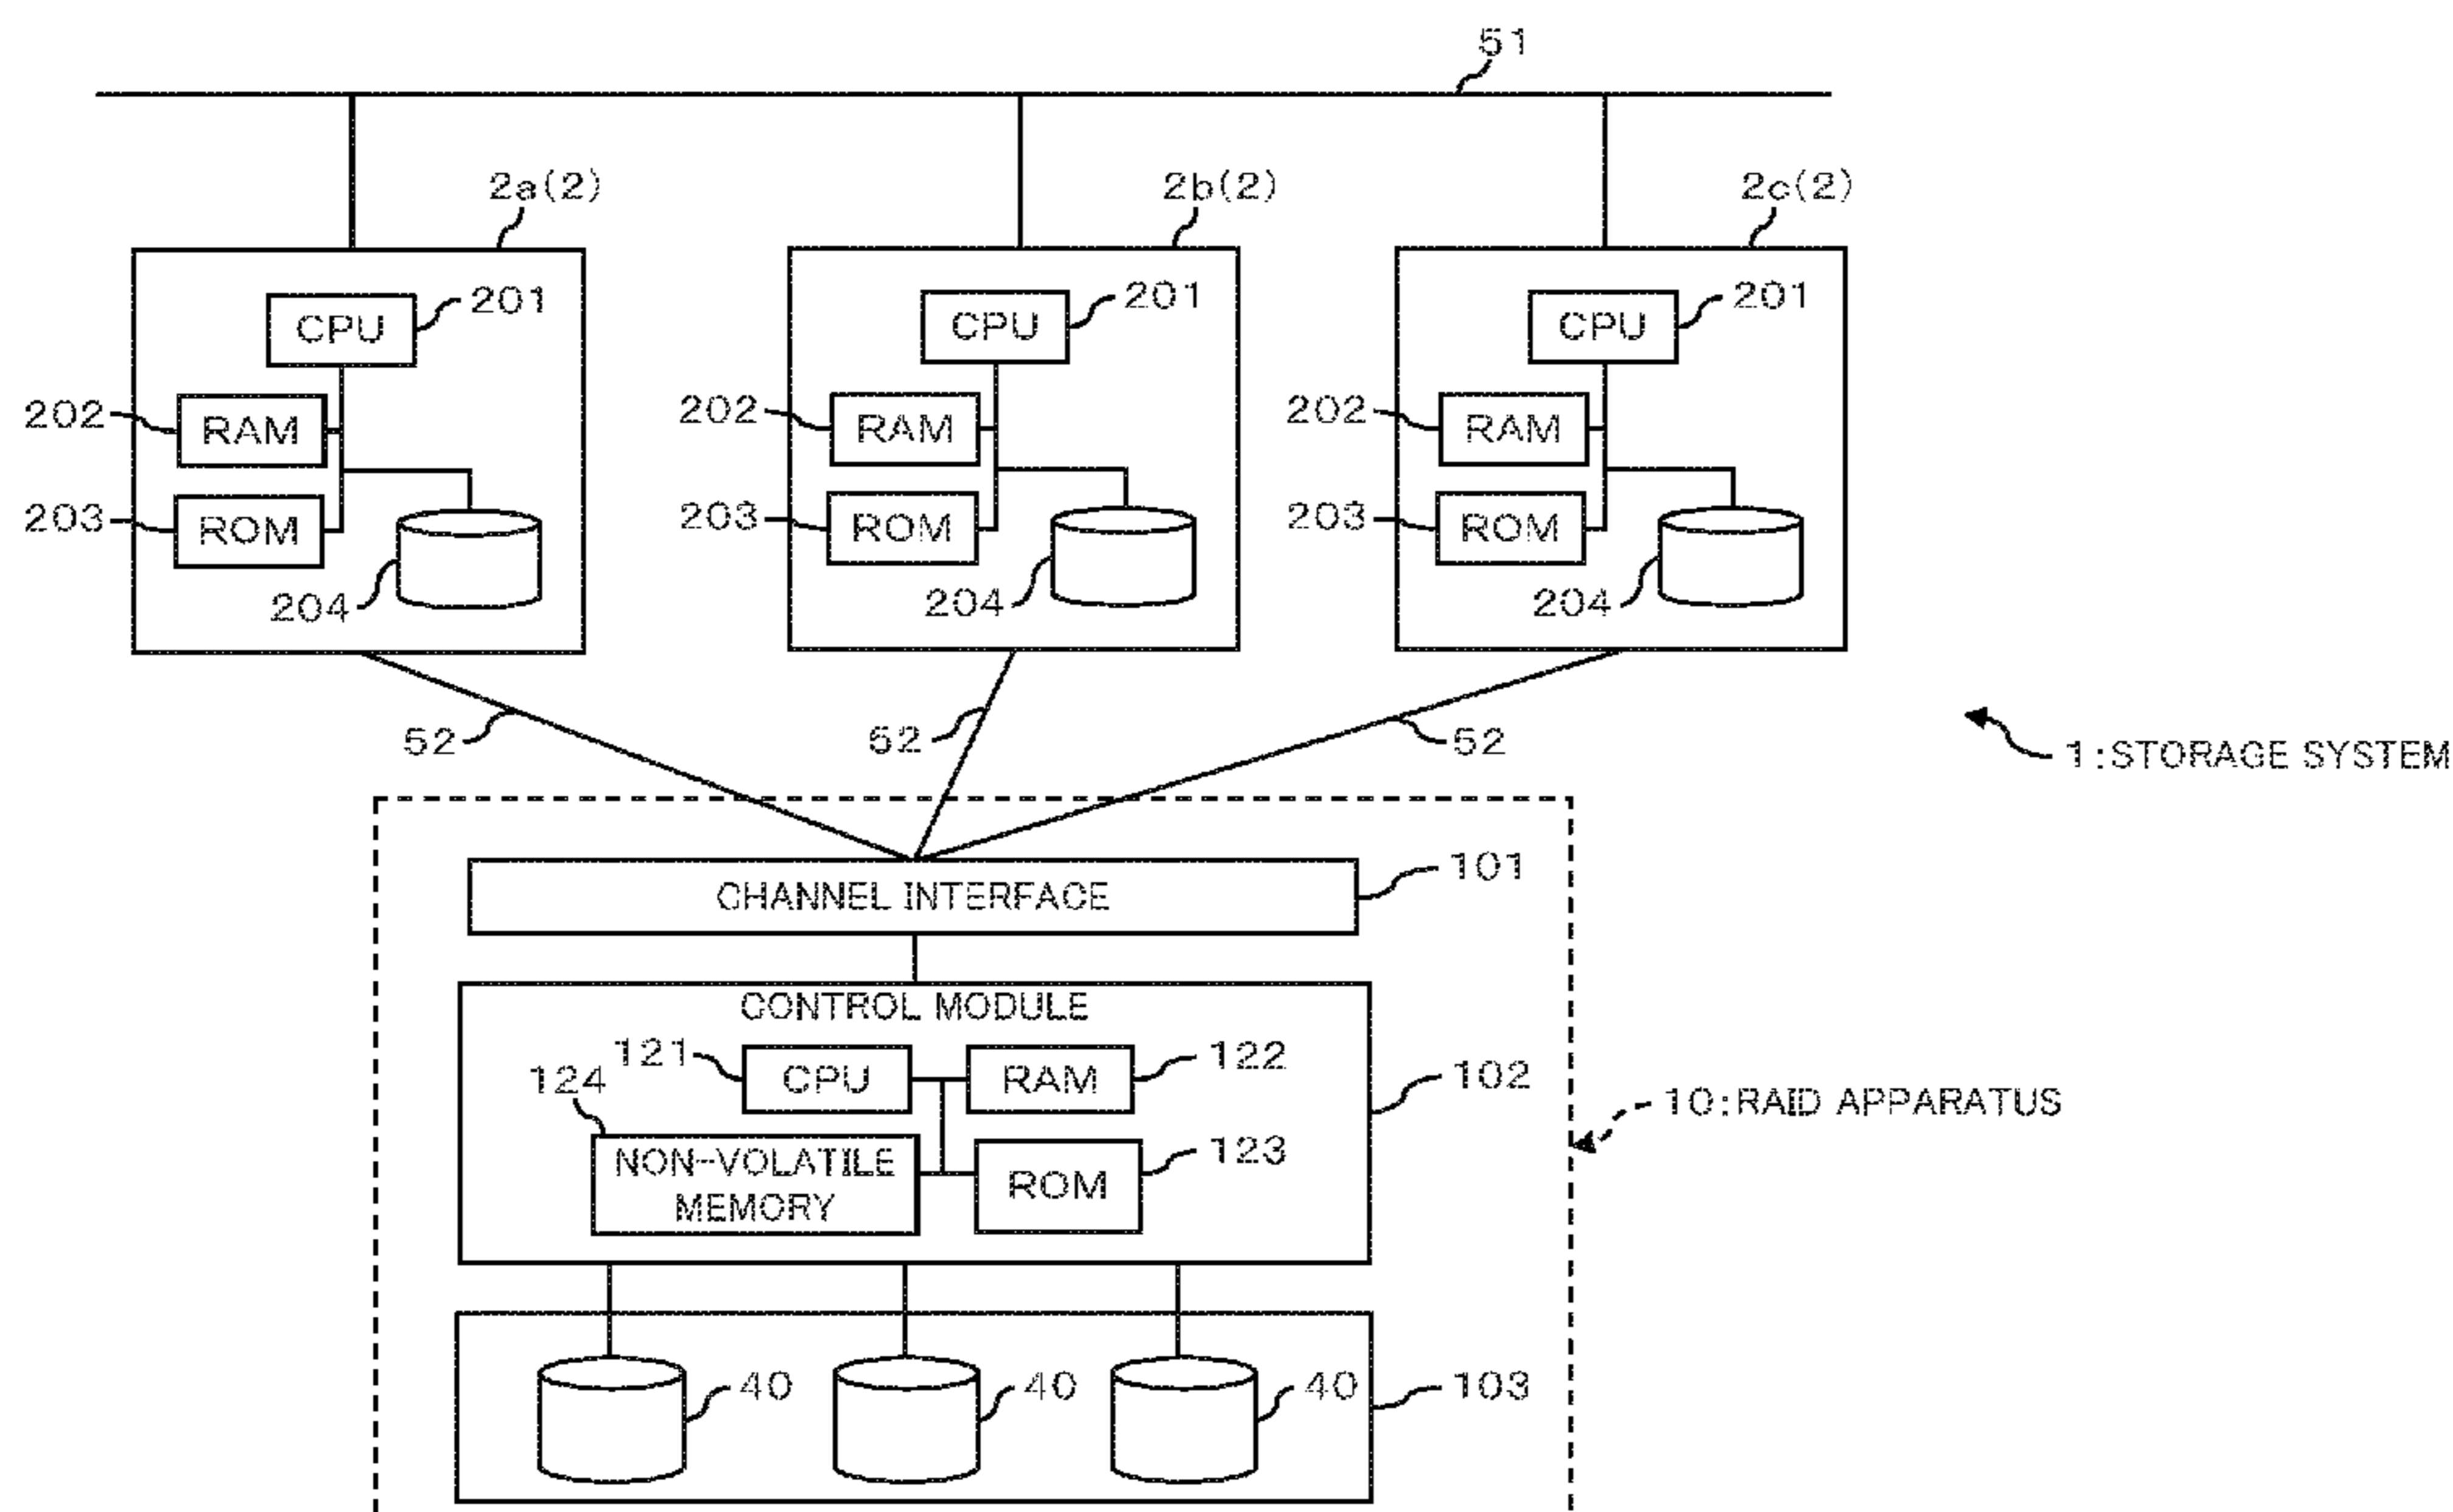 51
2a(2)
2b(2)
2c(2)
CPU
201
CPU
201
CPU
201
202
RAM
202
RAM
202
RAM
203
ROM
203
ROM
203
ROM
204
204
204
52
52
52
1:STORAGE SYSTEM
CHANNEL INTERFACE
101
CONTROL MODULE
121
CPU
RAM
122
102
124
10:RAID APPARATUS
NON-VOLATILE
MEMORY
ROM
123
40
40
40
103